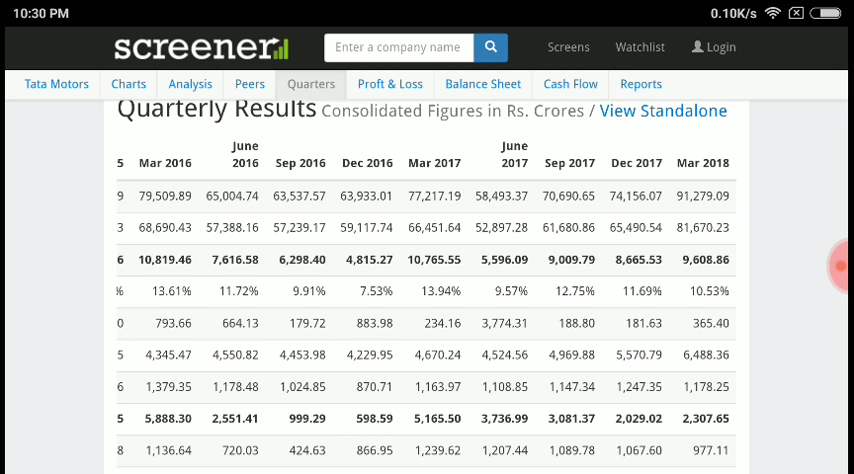 10:30 PM 0.10K/s
screener Enter a company name Screens Watchlist Login
Tata Motors Charts Analysis Peers Quarters Proft & Loss Balance Sheet Cash Flow Reports
Quarterly Results Consolidated Figures in Rs. Crores / View Standalone
5 Mar 2016 June 2016 Sep 2016 Dec 2016 Mar 2017 June 2017 Sep 2017 Dec 2017 Mar 2018
9 79,509.89 65,004.74 63,537.57 63,933.01 77,217.19 58,493.37 70,690.65 74,156.07 91,279.09
3 68,690.43 57,388.16 57,239.17 59,117.74 66,451.64 52,897.28 61,680.86 65,490.54 81,670.23
6 10,819.46 7,616.58 6,298.40 4,815.27 10,765.55 5,596.09 9,009.79 8,665.53 9,608.86
% 13.61% 11.72% 9.91% 7.53% 13.94% 9.57% 12.75% 11.69% 10.53%
0 793.66 664.13 179.72 883.98 234.16 3,774.31 188.80 181.63 365.40
5 4,345.47 4,550.82 4,453.98 4,229.95 4,670.24 4,524.56 4,969.88 5,570.79 6,488.36
6 1,379.35 1,178.48 1,024.85 870.71 1,163.97 1,108.85 1,147.34 1,247.35 1,178.25
5 5,888.30 2,551.41 999.29 598.59 5,165.50 3,736.99 3,081.37 2,029.02 2,307.65
8 1,136.64 720.03 424.63 866.95 1,239.62 1,207.44 1,089.78 1,067.60 977.11